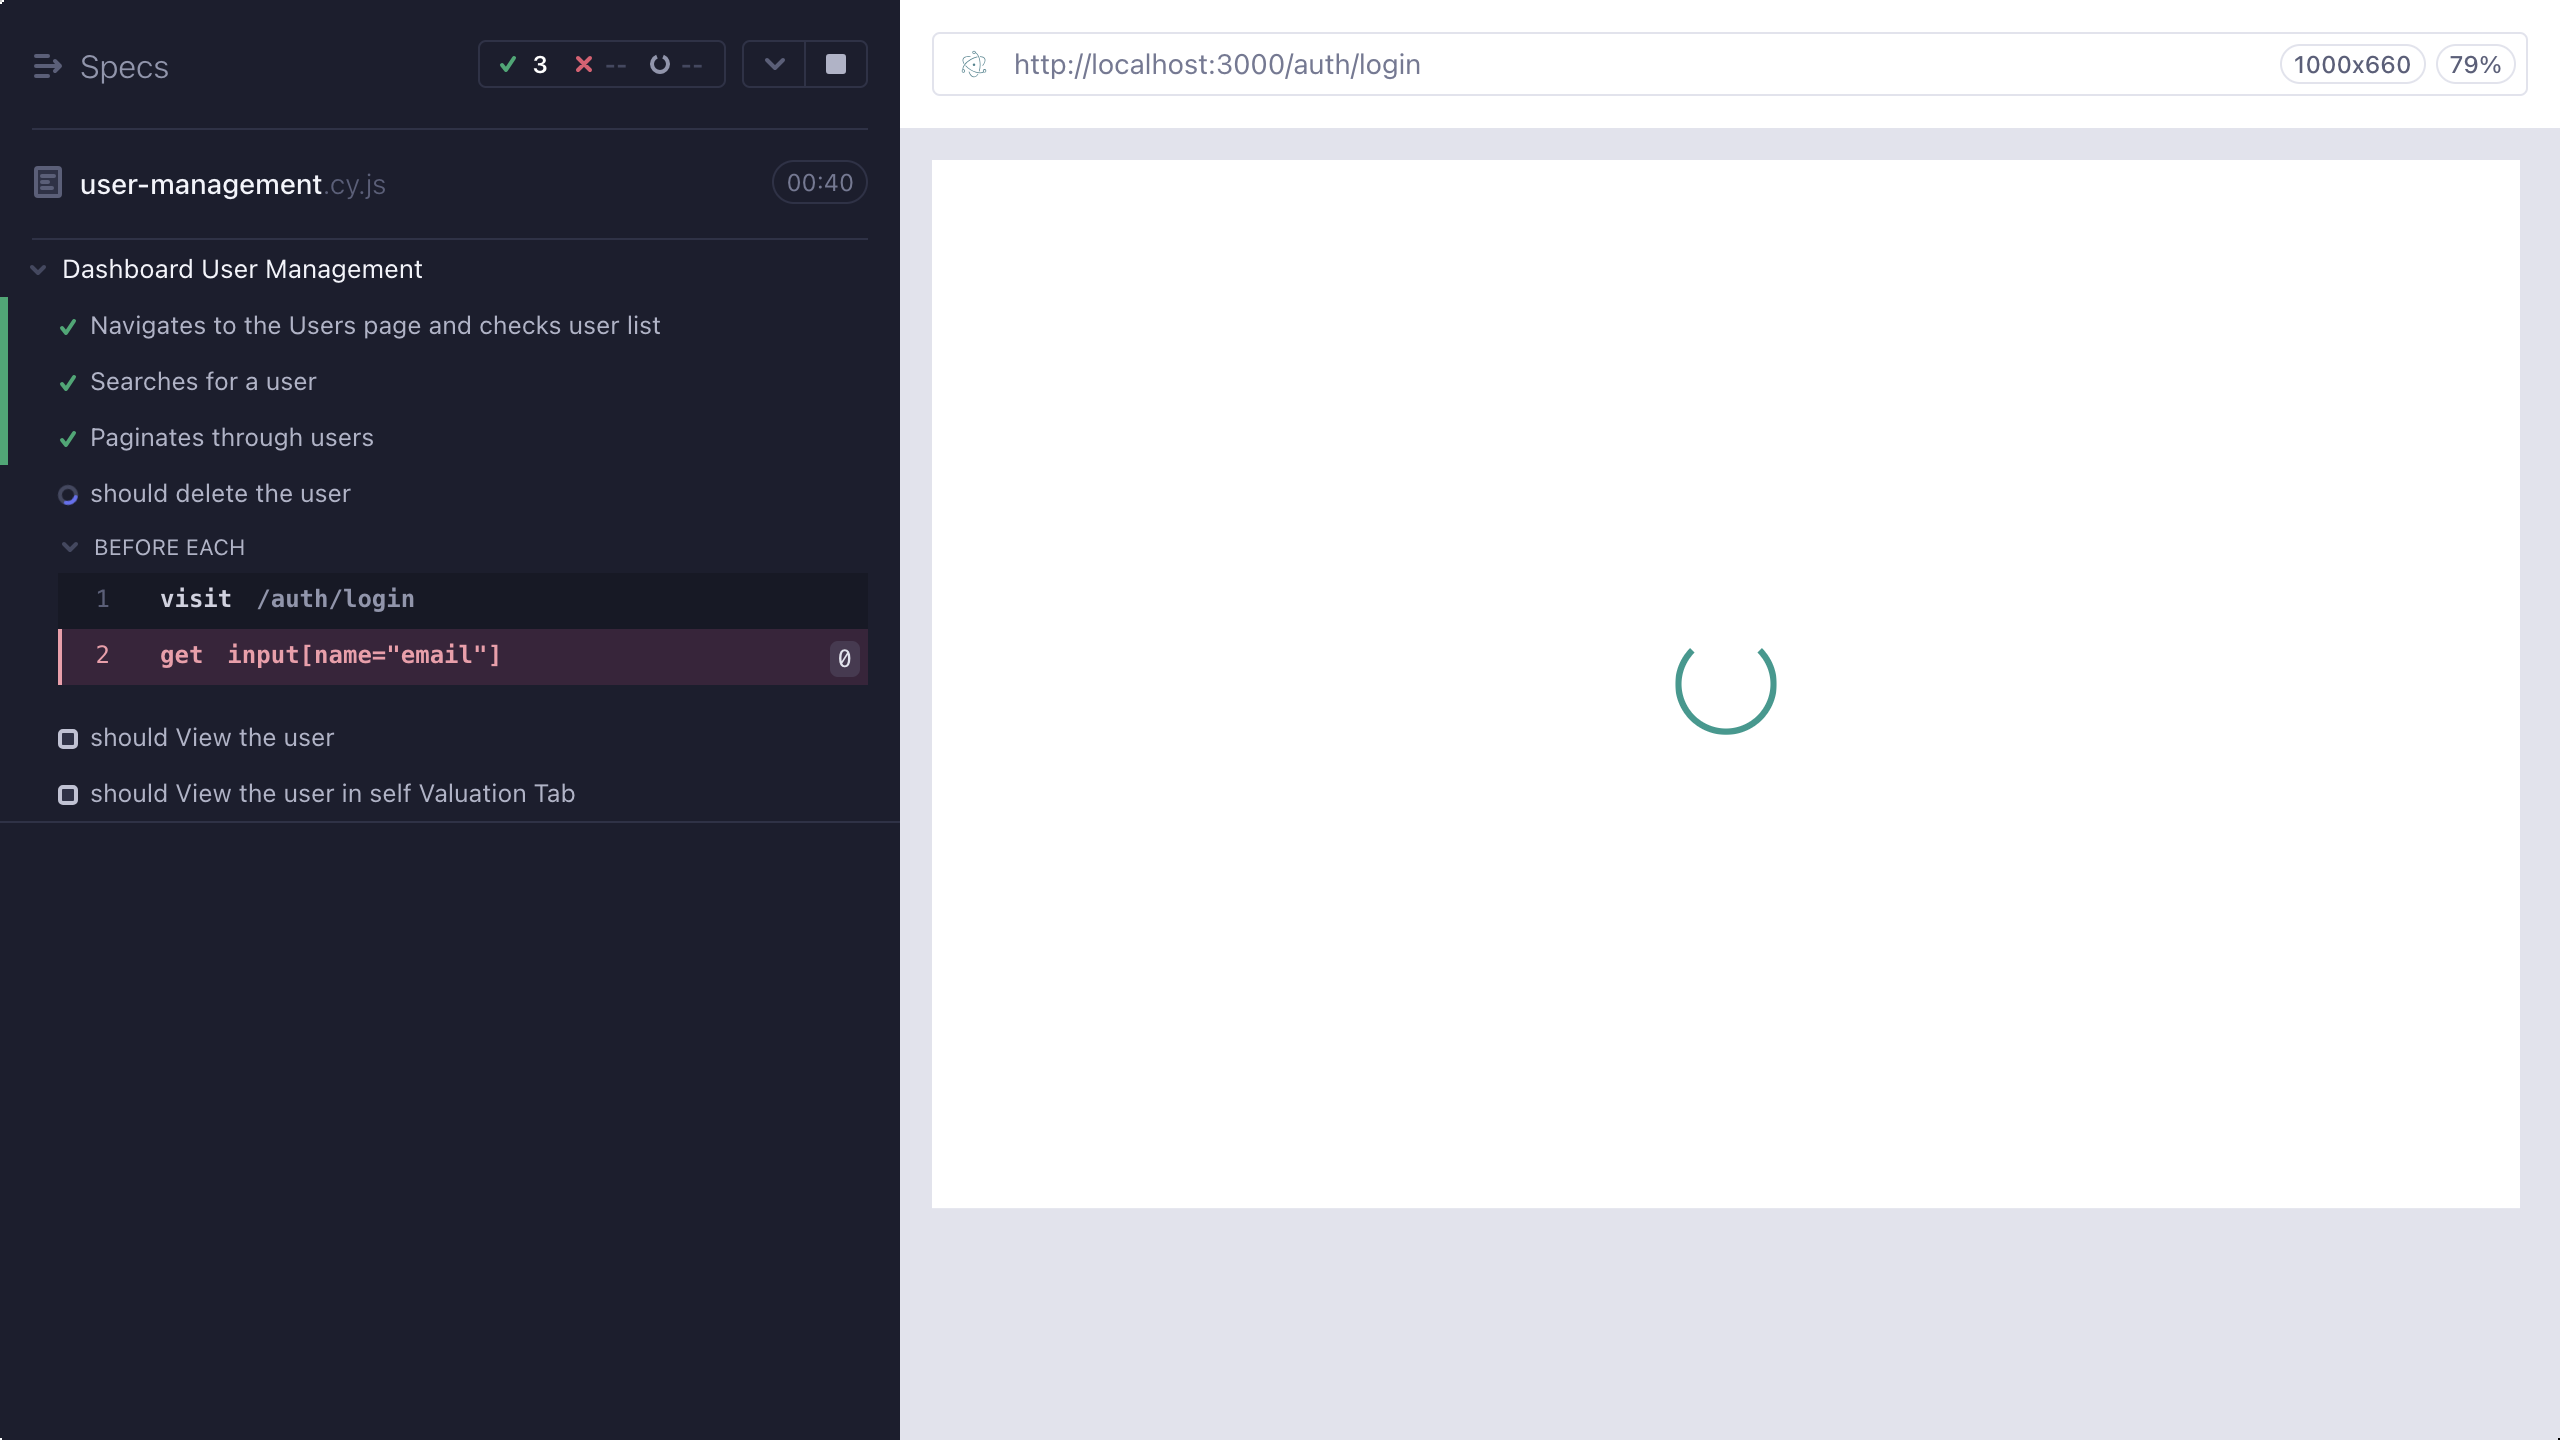 Specs
3 -- --
user-management.cy.js
00:40
Dashboard User Management
Navigates to the Users page and checks user list
Searches for a user
Paginates through users
should delete the user
BEFORE EACH
1 visit /auth/login
2 get input[name="email"] 0
should View the user
should View the user in self Valuation Tab
http://localhost:3000/auth/login
1000x660
79%